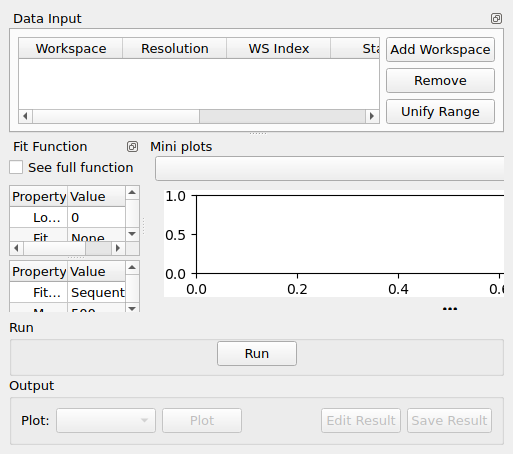 Data Input
Workspace Resolution WS Index Sta
Add Workspace
Remove
Unify Range
Fit Function
See full function
Property Value
Lo... 0
Fit None
Property Value
Fit... Sequent
M... 500
Mini plots
1.0
0.5
0.0
0.0 0.2 0.4 0.6
...
Run
Run
Output
Plot: Plot Edit Result Save Result